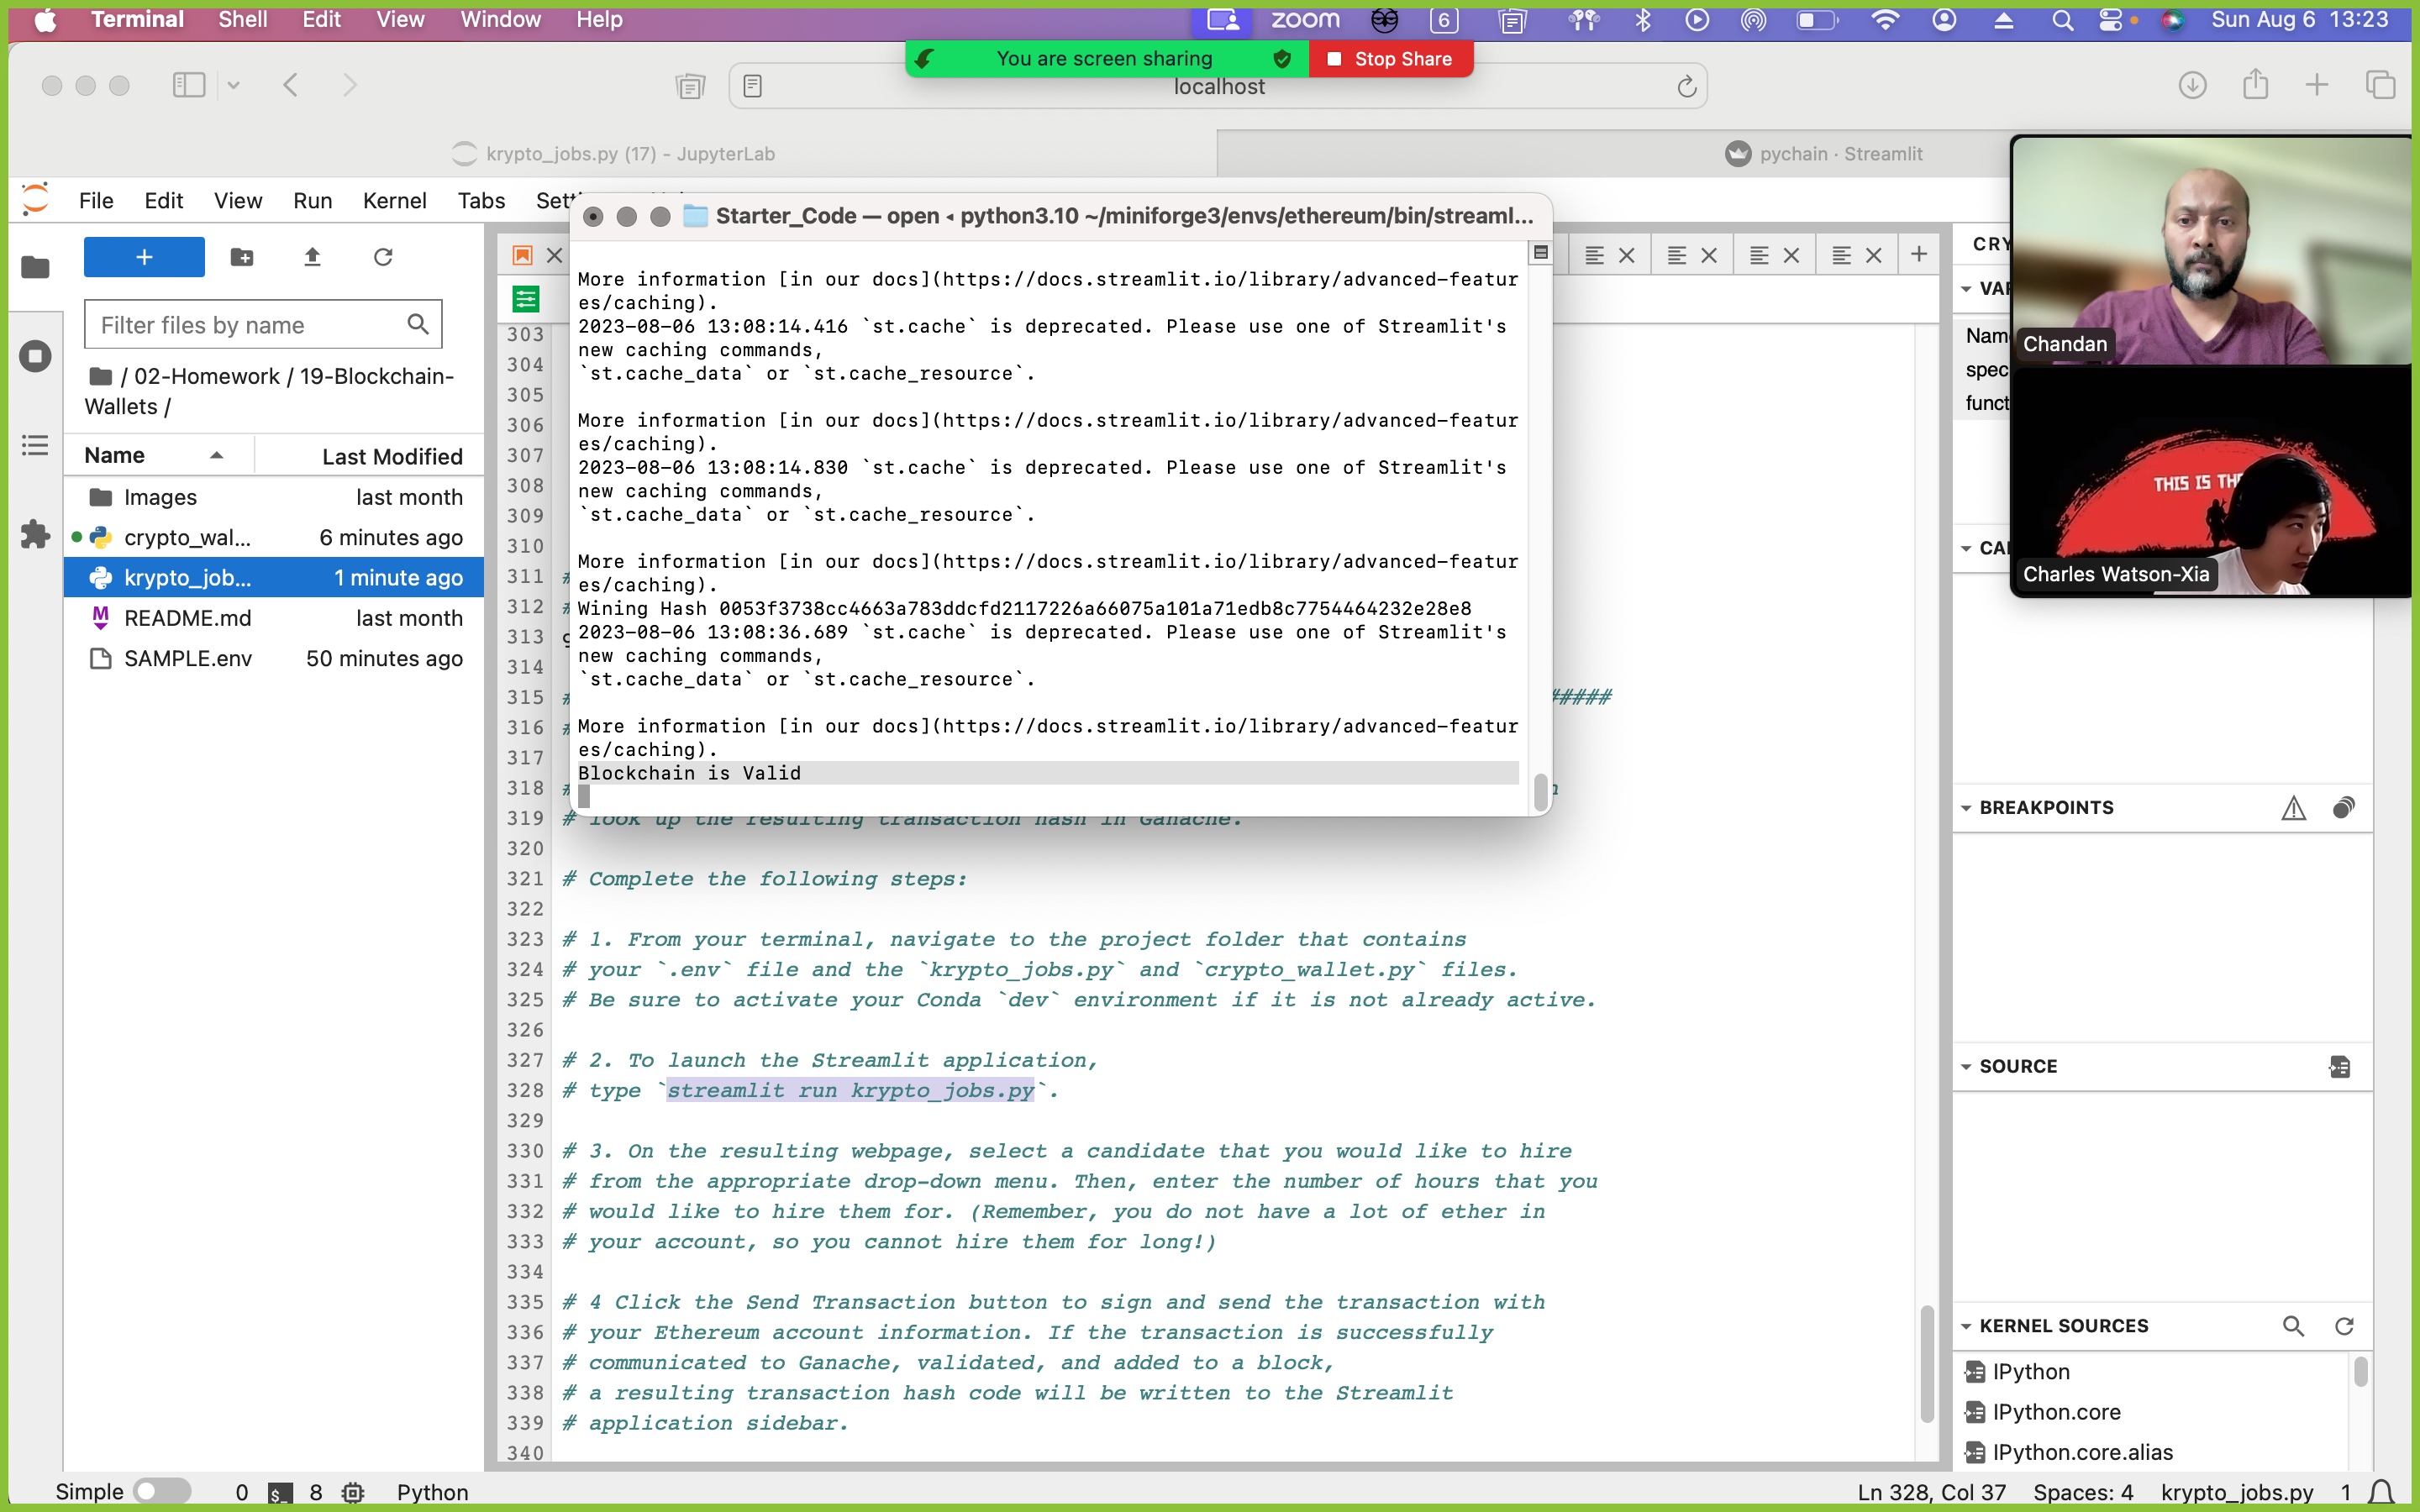 Terminal Shell Edit View Window Help
zoom 6 Sun Aug 6 13:23
You are screen sharing Stop Share
localhost
krypto_jobs.py (17) - JupyterLab
pychain · Streamlit
File Edit View Run Kernel Tabs
Starter_Code — open ◂ python3.10 ~/miniforge3/envs/ethereum/bin/streaml...
+
Filter files by name
/ 02-Homework / 19-Blockchain-
Wallets /
Name Last Modified
Images last month
crypto_wal... 6 minutes ago
krypto_job... 1 minute ago
README.md last month
SAMPLE.env 50 minutes ago
More information [in our docs](https://docs.streamlit.io/library/advanced-featur
es/caching).
2023-08-06 13:08:14.416 `st.cache` is deprecated. Please use one of Streamlit's
new caching commands,
`st.cache_data` or `st.cache_resource`.
More information [in our docs](https://docs.streamlit.io/library/advanced-featur
es/caching).
2023-08-06 13:08:14.830 `st.cache` is deprecated. Please use one of Streamlit's
new caching commands,
`st.cache_data` or `st.cache_resource`.
More information [in our docs](https://docs.streamlit.io/library/advanced-featur
es/caching).
Wining Hash 0053f3738cc4663a783ddcfd2117226a66075a101a71edb8c7754464232e28e8
2023-08-06 13:08:36.689 `st.cache` is deprecated. Please use one of Streamlit's
new caching commands,
`st.cache_data` or `st.cache_resource`.
More information [in our docs](https://docs.streamlit.io/library/advanced-featur
es/caching).
Blockchain is Valid
303
304
305
306
307
308
309
310
311 #
312 #
313 g
314
315 # #####
316 #
317
318 #
319 # look up the resulting transaction hash in Ganache.
320
321 # Complete the following steps:
322
323 # 1. From your terminal, navigate to the project folder that contains
324 # your `.env` file and the `krypto_jobs.py` and `crypto_wallet.py` files.
325 # Be sure to activate your Conda `dev` environment if it is not already active.
326
327 # 2. To launch the Streamlit application,
328 # type `streamlit run krypto_jobs.py`.
329
330 # 3. On the resulting webpage, select a candidate that you would like to hire
331 # from the appropriate drop-down menu. Then, enter the number of hours that you
332 # would like to hire them for. (Remember, you do not have a lot of ether in
333 # your account, so you cannot hire them for long!)
334
335 # 4 Click the Send Transaction button to sign and send the transaction with
336 # your Ethereum account information. If the transaction is successfully
337 # communicated to Ganache, validated, and added to a block,
338 # a resulting transaction hash code will be written to the Streamlit
339 # application sidebar.
340
Chandan
THIS IS TH
Charles Watson-Xia
BREAKPOINTS
SOURCE
KERNEL SOURCES
IPython
IPython.core
IPython.core.alias
Simple 0 8 Python
Ln 328, Col 37 Spaces: 4 krypto_jobs.py 1